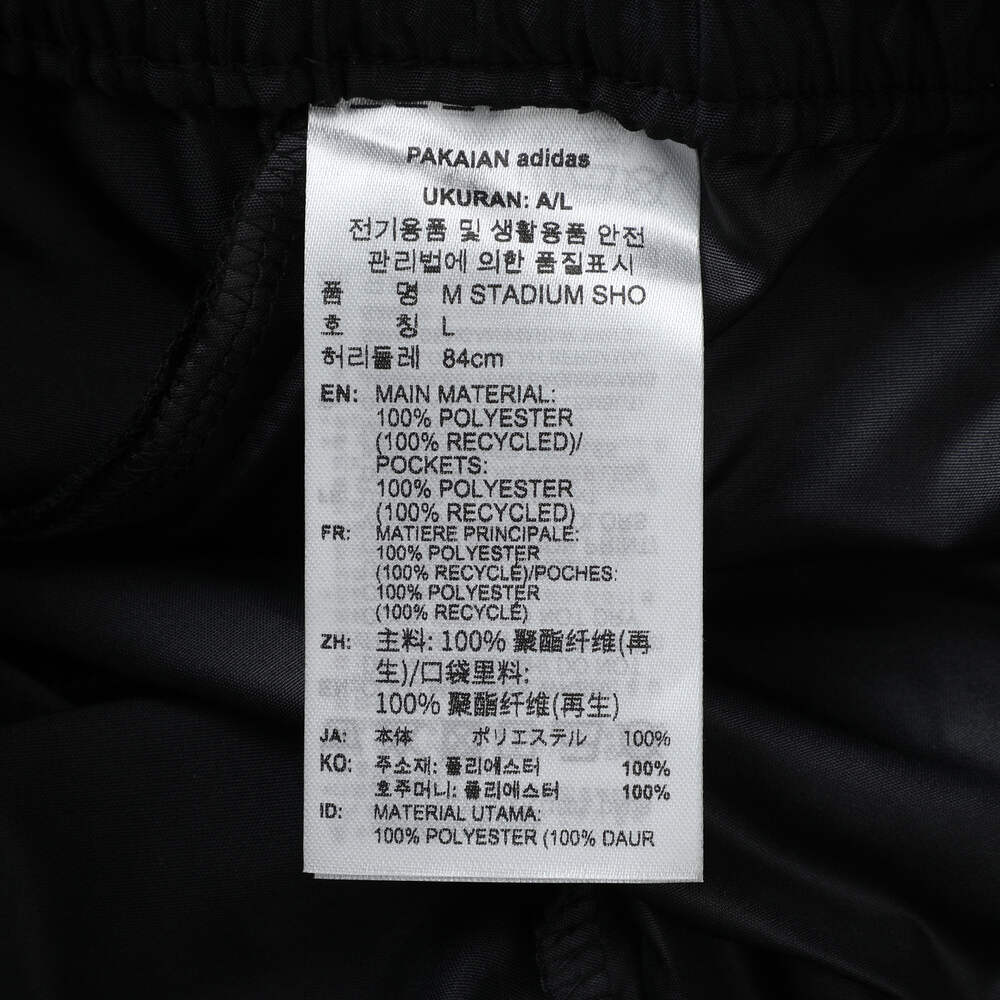 PAKAIAN adidas
UKURAN: A/L
전기용품 및 생활용품 안전
관리법에 의한 품질표시
품 명 M STADIUM SHO
호 칭 L
허리둘레 84cm
EN: MAIN MATERIAL:
100% POLYESTER
(100% RECYCLED)/
POCKETS:
100% POLYESTER
(100% RECYCLED)
FR: MATIERE PRINCIPALE:
100% POLYESTER
(100% RECYCLÉ)/POCHES:
100% POLYESTER
(100% RECYCLÉ)
ZH: 主料: 100% 聚酯纤维(再
生)/口袋里料:
100% 聚酯纤维(再生)
JA: 本体 ポリエステル 100%
KO: 주소재: 폴리에스터 100%
호주머니: 폴리에스터 100%
ID: MATERIAL UTAMA:
100% POLYESTER (100% DAUR